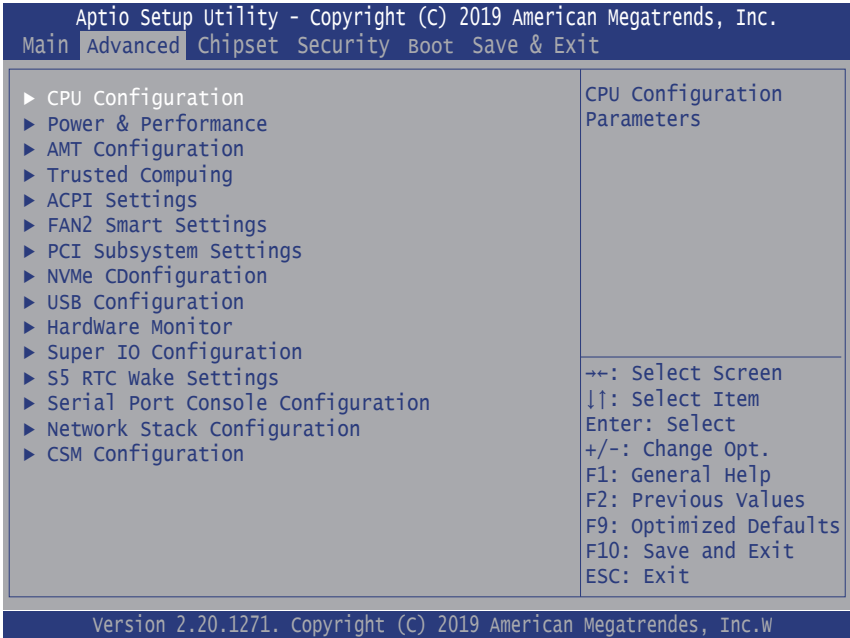 Aptio Setup Utility - Copyright (C) 2019 American Megatrends, Inc.
Main Advanced Chipset Security Boot Save & Exit
▶ CPU Configuration
▶ Power & Performance
▶ AMT Configuration
▶ Trusted Compuing
▶ ACPI Settings
▶ FAN2 Smart Settings
▶ PCI Subsystem Settings
▶ NVMe CDonfiguration
▶ USB Configuration
▶ HardWare Monitor
▶ Super IO Configuration
▶ S5 RTC Wake Settings
▶ Serial Port Console Configuration
▶ Network Stack Configuration
▶ CSM Configuration
CPU Configuration
Parameters
→←: Select Screen
↓↑: Select Item
Enter: Select
+/-: Change Opt.
F1: General Help
F2: Previous Values
F9: Optimized Defaults
F10: Save and Exit
ESC: Exit
Version 2.20.1271. Copyright (C) 2019 American Megatrendes, Inc.W